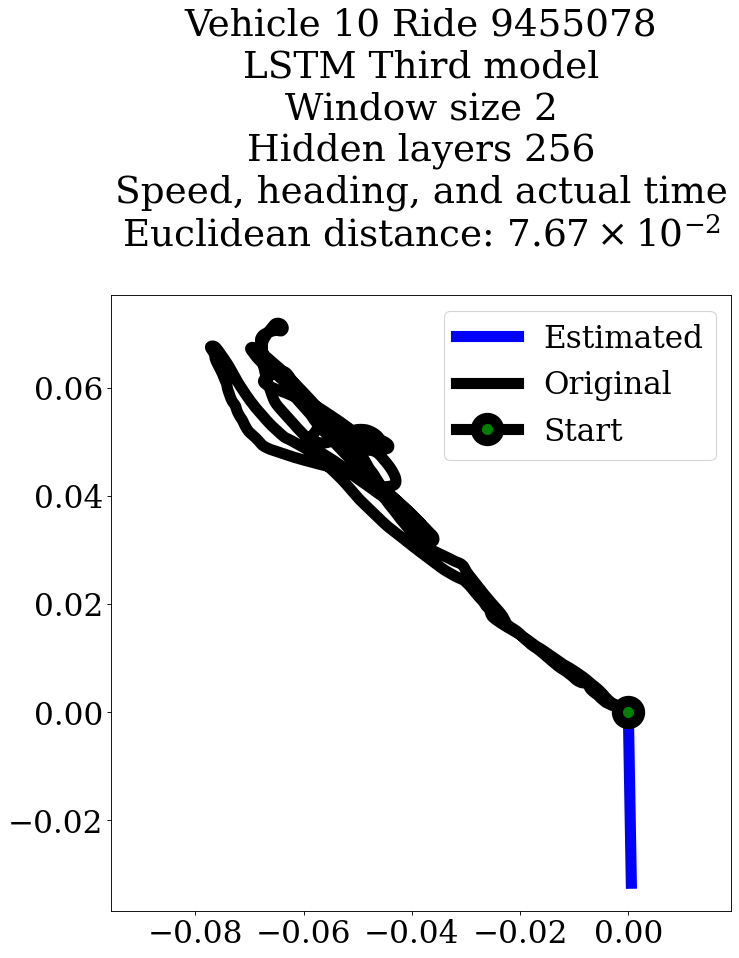 Vehicle 10 Ride 9455078
LSTM Third model
Window size 2
Hidden layers 256
Speed, heading, and actual time
Euclidean distance: 7.67 × 10⁻²
Estimated
Original
Start
0.06
0.04
0.02
0.00
−0.02
−0.08 −0.06 −0.04 −0.02 0.00